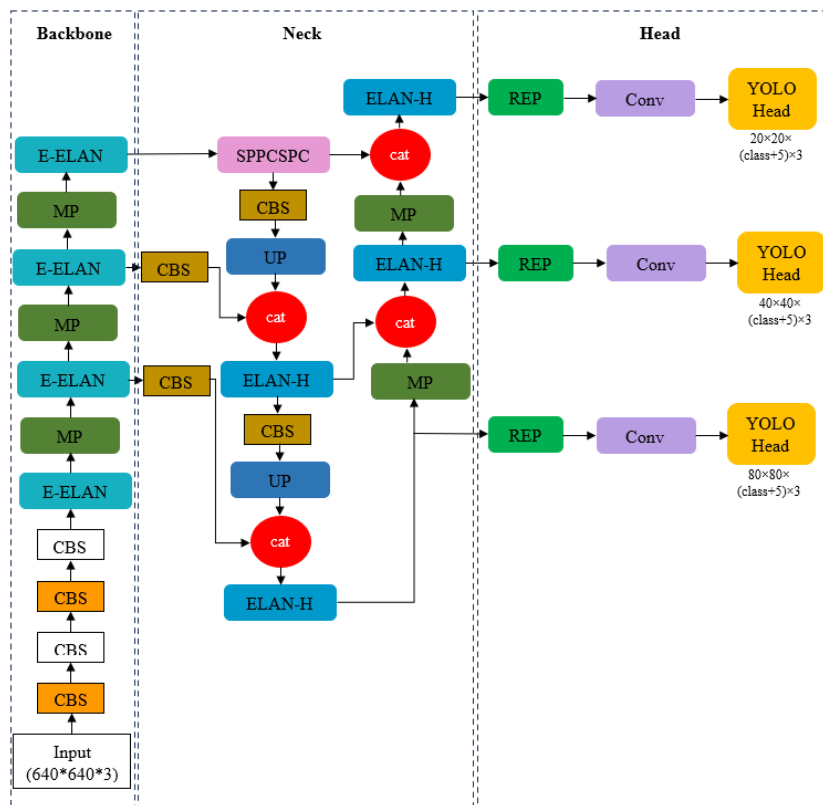 Backbone
Neck
Head
ELAN-H
REP
Conv
YOLO
Head
20×20×
(class+5)×3
E-ELAN
SPPCSPC
cat
MP
CBS
MP
E-ELAN
CBS
UP
ELAN-H
REP
Conv
YOLO
Head
40×40×
(class+5)×3
MP
cat
cat
E-ELAN
CBS
ELAN-H
MP
MP
CBS
REP
Conv
YOLO
Head
80×80×
(class+5)×3
E-ELAN
UP
CBS
cat
CBS
ELAN-H
CBS
CBS
Input
(640*640*3)